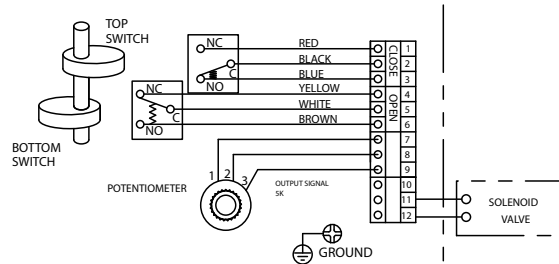 TOP
SWITCH
BOTTOM
SWITCH
NC
C
NO
NC
C
NO
RED
BLACK
BLUE
YELLOW
WHITE
BROWN
CLOSE
OPEN
1
2
3
4
5
6
7
8
9
10
11
12
POTENTIOMETER
1
2
3
OUTPUT SIGNAL
5K
GROUND
SOLENOID
VALVE